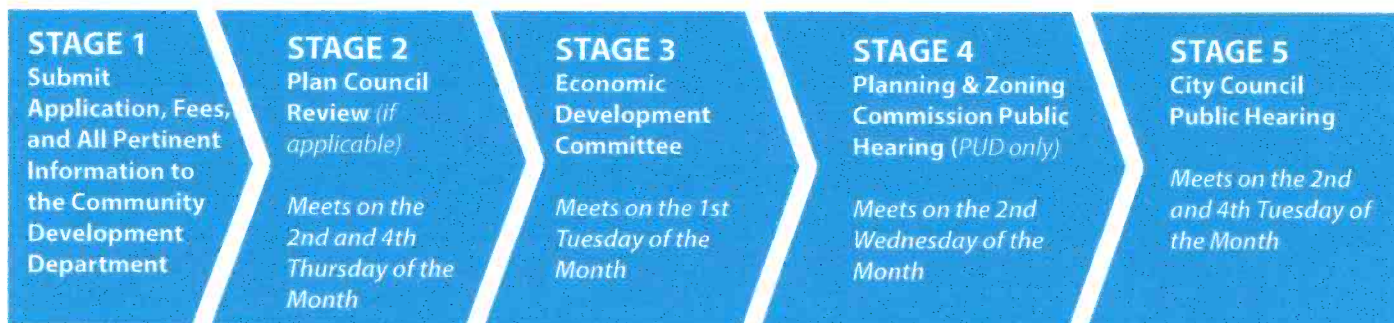 STAGE 1
Submit
Application, Fees,
and All Pertinent
Information to
the Community
Development
Department
STAGE 2
Plan Council
Review (if
applicable)
Meets on the
2nd and 4th
Thursday of the
Month
STAGE 3
Economic
Development
Committee
Meets on the 1st
Tuesday of the
Month
STAGE 4
Planning & Zoning
Commission Public
Hearing (PUD only)
Meets on the 2nd
Wednesday of the
Month
STAGE 5
City Council
Public Hearing
Meets on the 2nd
and 4th Tuesday of
the Month